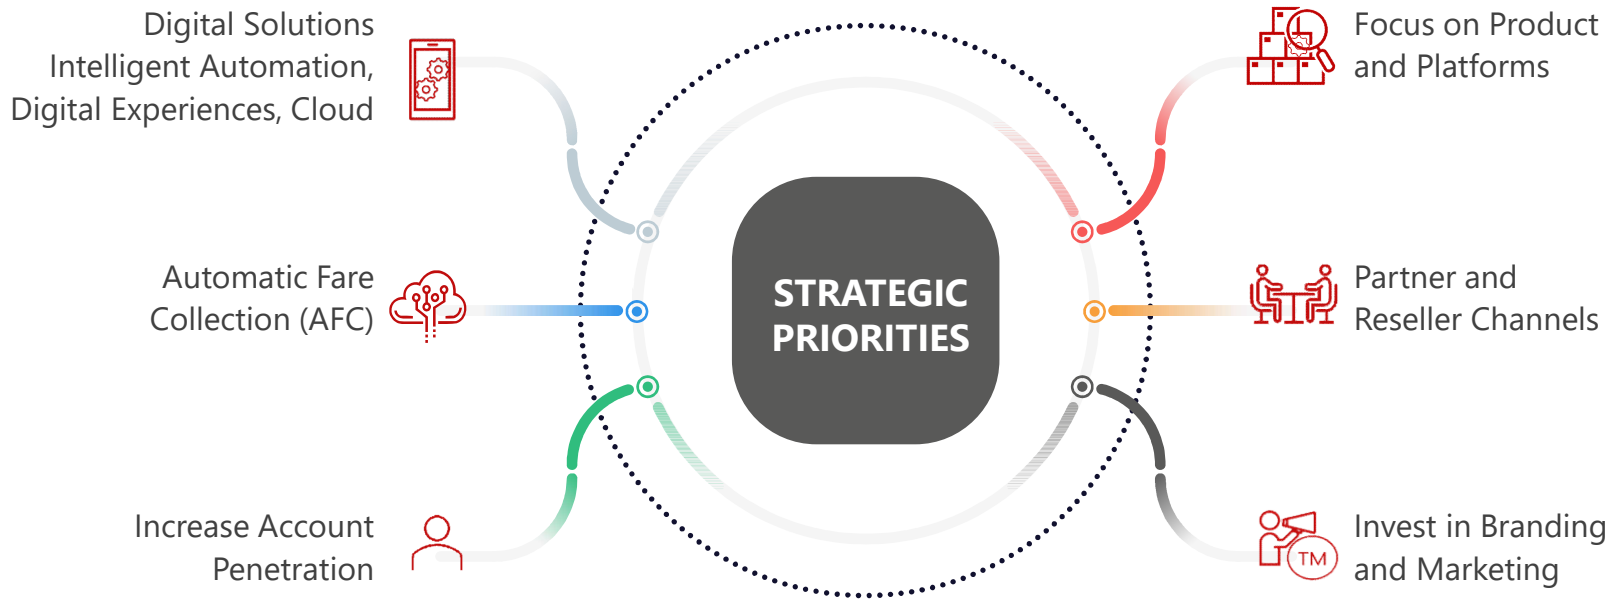 Digital Solutions
Intelligent Automation,
Digital Experiences, Cloud
Automatic Fare
Collection (AFC)
Increase Account
Penetration
STRATEGIC
PRIORITIES
Focus on Product
and Platforms
Partner and
Reseller Channels
TM
Invest in Branding
and Marketing